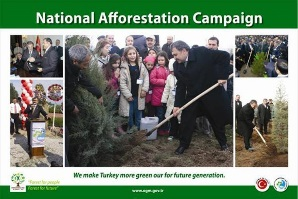 National Afforestation Campaign
We make Turkey more green our for future generation.
"Forest for people
Forest for future"
www.ogm.gov.tr